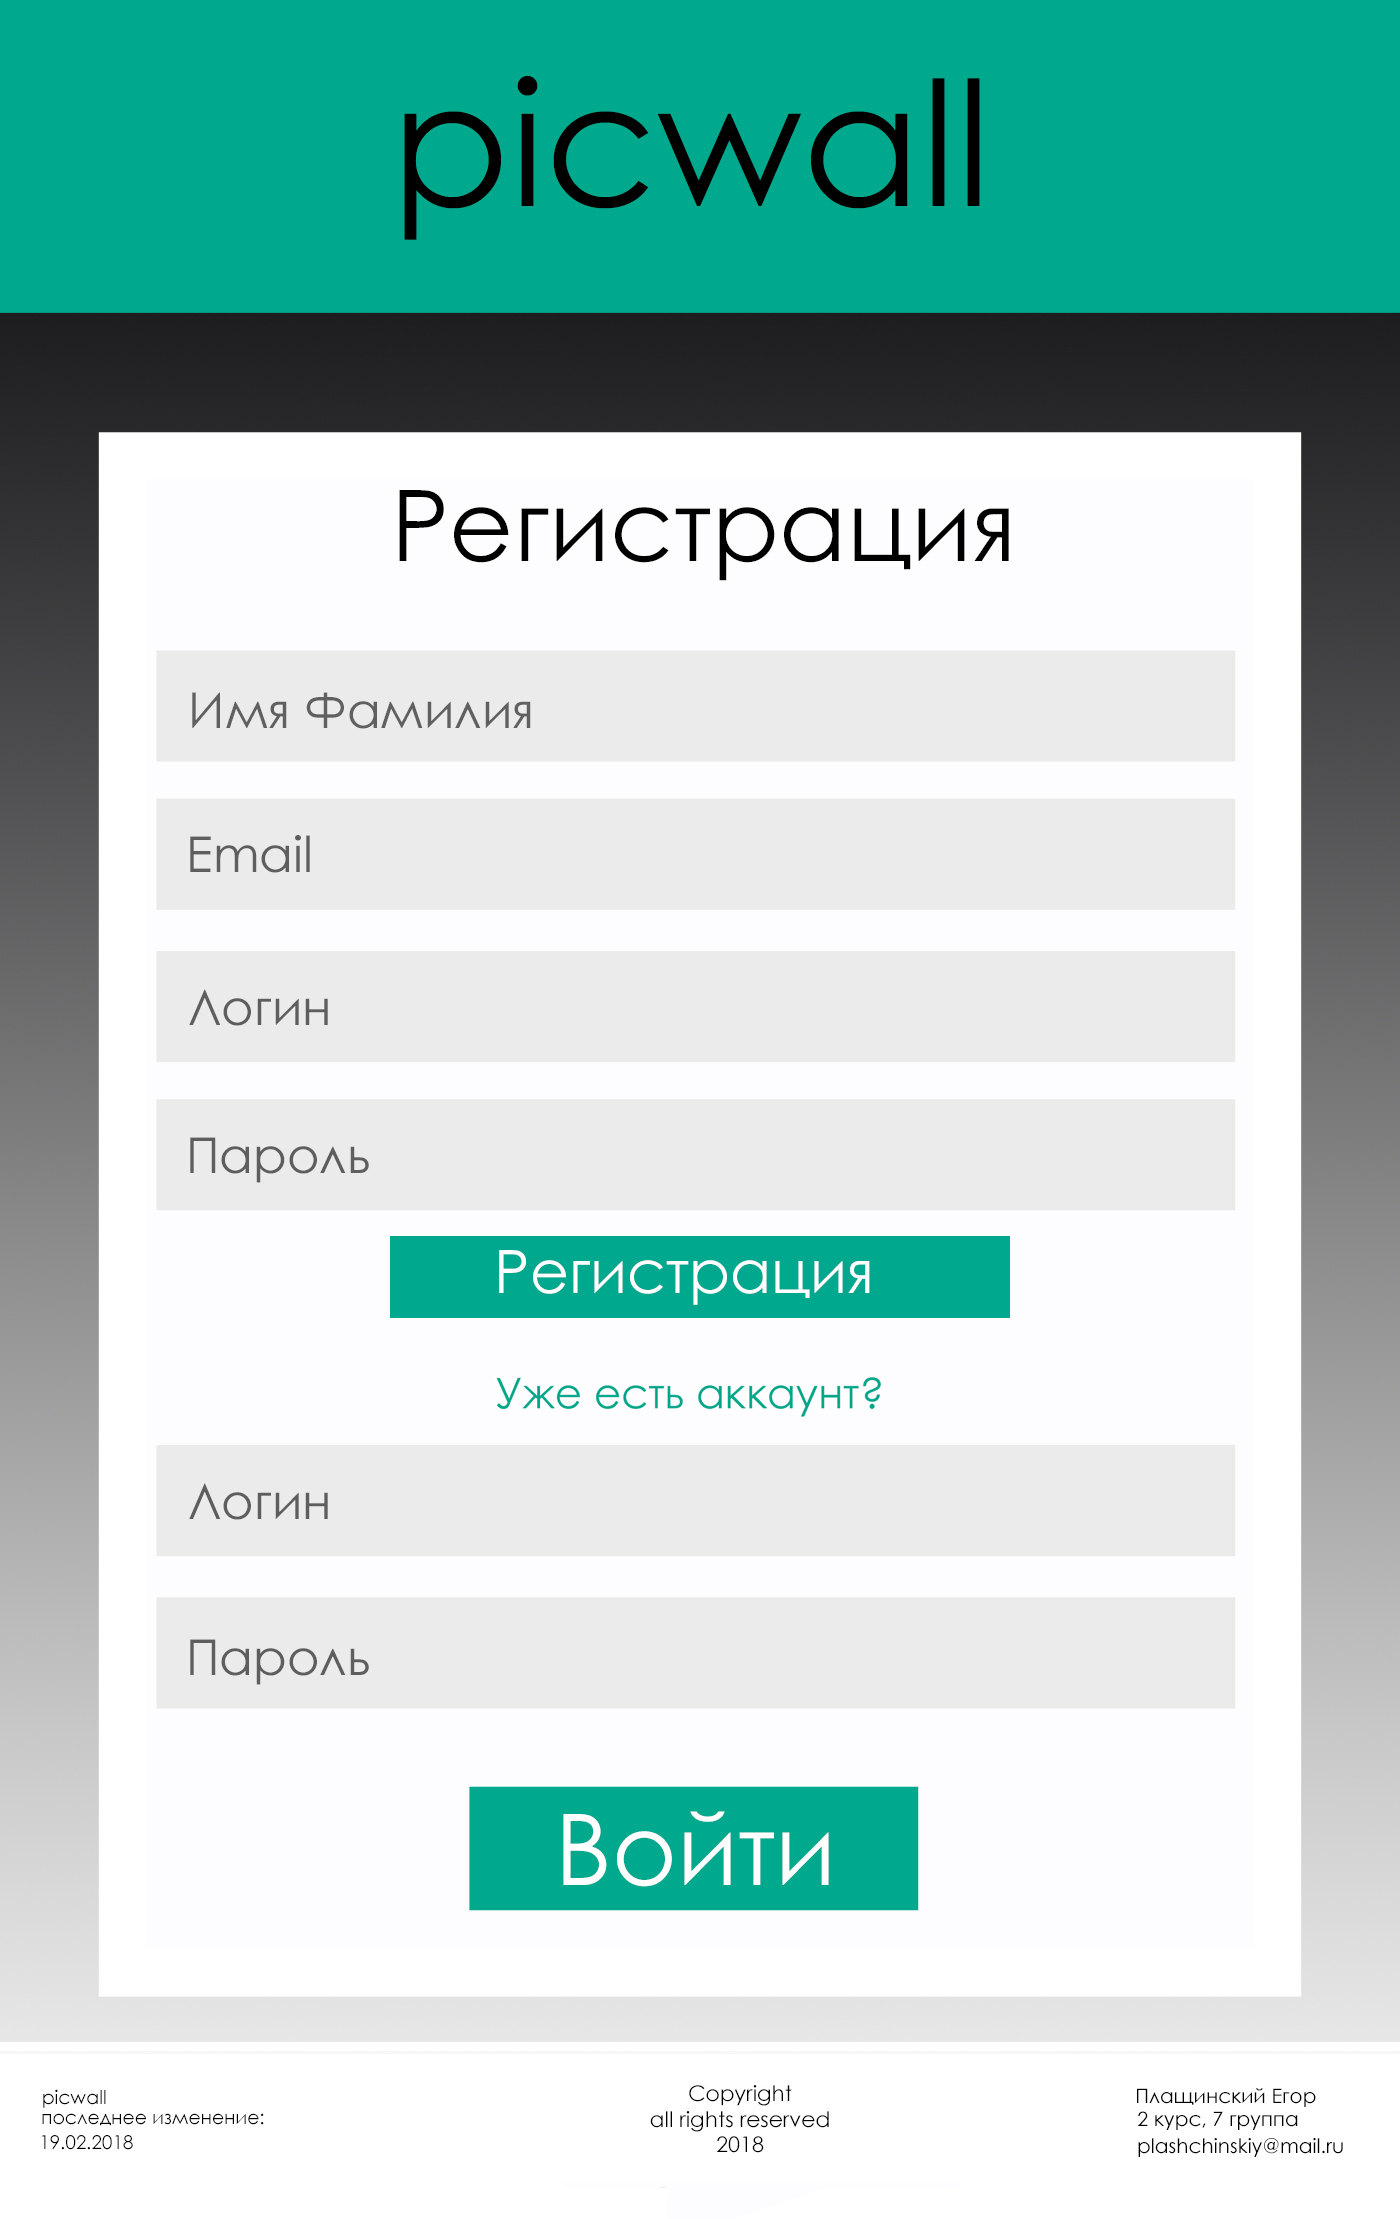 picwall
Регистрация
Имя Фамилия
Email
Логин
Пароль
Регистрация
Уже есть аккаунт?
Логин
Пароль
Войти
picwall
последнее изменение:
19.02.2018
Copyright
all rights reserved
2018
Плащинский Егор
2 курс, 7 группа
plashchinskiy@mail.ru